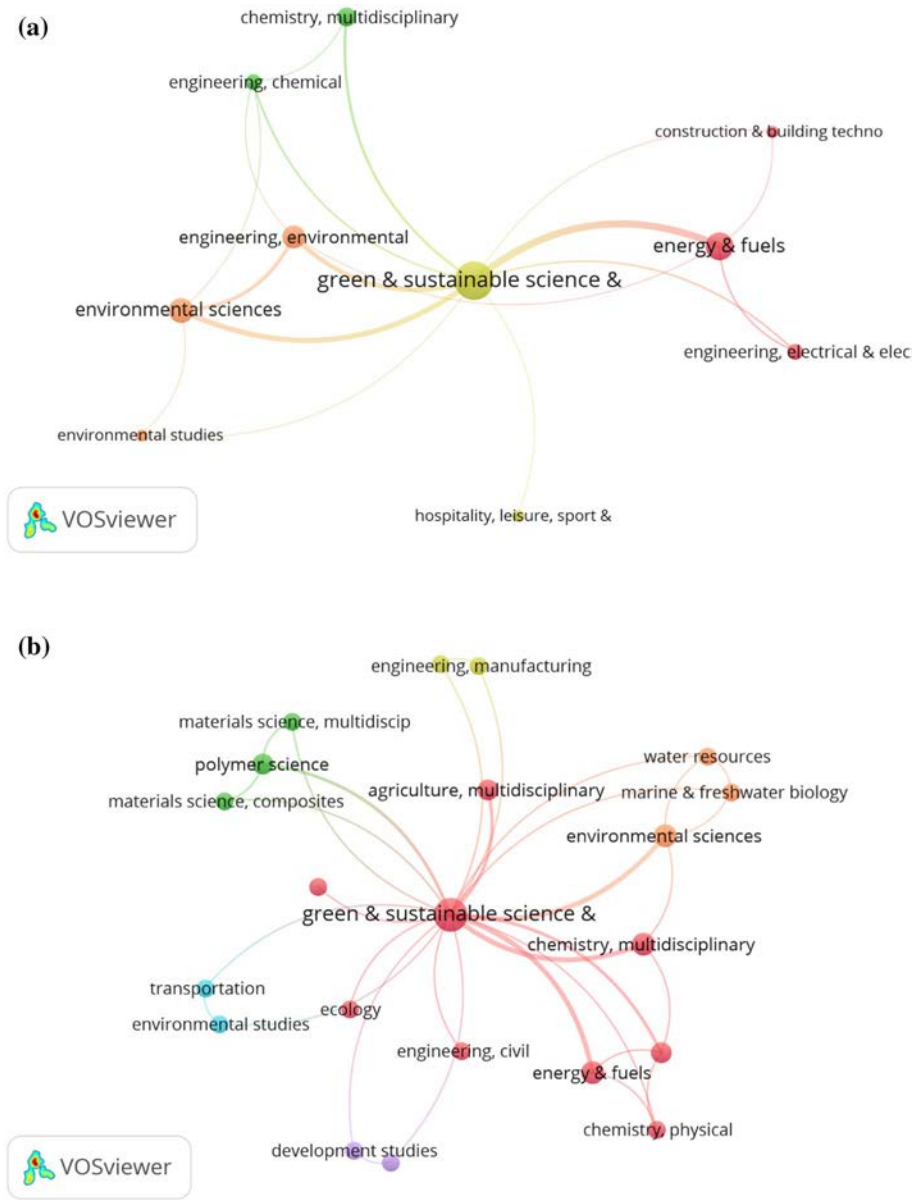 (a)
chemistry, multidisciplinary
engineering, chemical
construction & building techno
engineering, environmental
energy & fuels
green & sustainable science &
environmental sciences
engineering, electrical & elec
environmental studies
hospitality, leisure, sport &
VOSviewer
(b)
engineering, manufacturing
materials science, multidiscip
water resources
polymer science
agriculture, multidisciplinary
marine & freshwater biology
materials science, composites
environmental sciences
green & sustainable science &
chemistry, multidisciplinary
transportation
ecology
environmental studies
engineering, civil
energy & fuels
chemistry, physical
development studies
VOSviewer